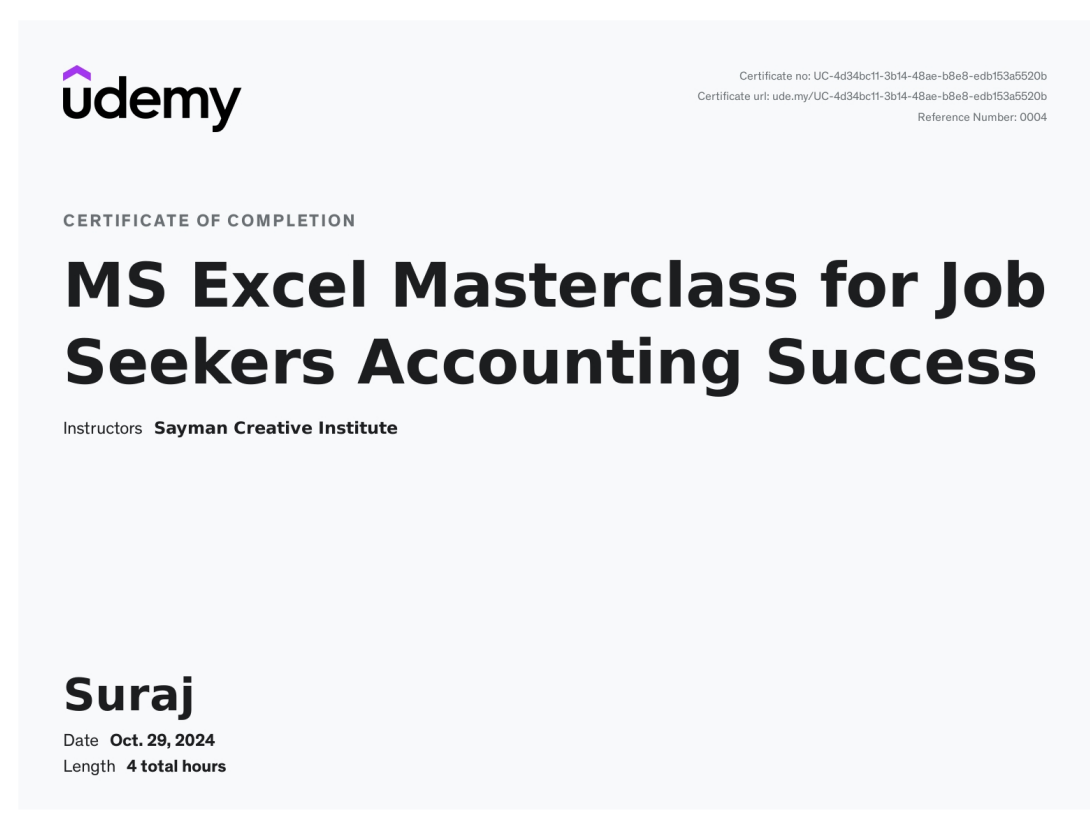 udemy
Certificate no: UC-4d34bc11-3b14-48ae-b8e8-edb153a5520b
Certificate url: ude.my/UC-4d34bc11-3b14-48ae-b8e8-edb153a5520b
Reference Number: 0004
CERTIFICATE OF COMPLETION
MS Excel Masterclass for Job
Seekers Accounting Success
Instructors Sayman Creative Institute
Suraj
Date Oct. 29, 2024
Length 4 total hours